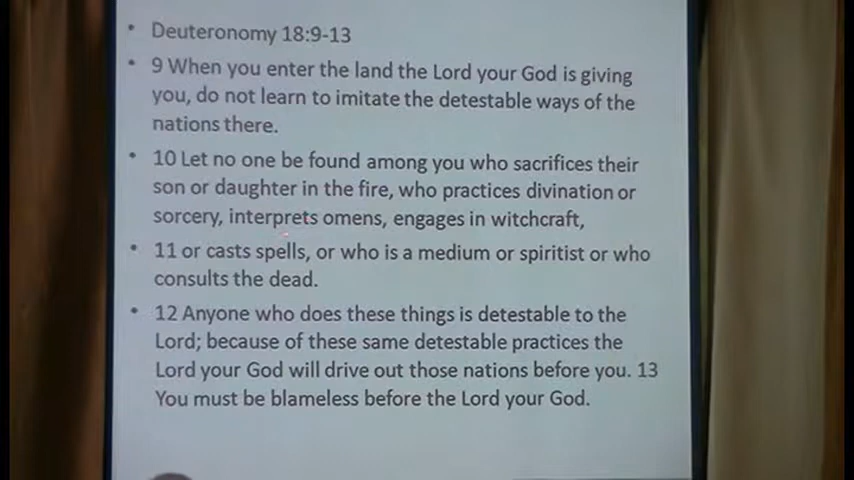 • Deuteronomy 18:9-13
• 9 When you enter the land the Lord your God is giving
you, do not learn to imitate the detestable ways of the
nations there.
• 10 Let no one be found among you who sacrifices their
son or daughter in the fire, who practices divination or
sorcery, interprets omens, engages in witchcraft,
• 11 or casts spells, or who is a medium or spiritist or who
consults the dead.
• 12 Anyone who does these things is detestable to the
Lord; because of these same detestable practices the
Lord your God will drive out those nations before you. 13
You must be blameless before the Lord your God.